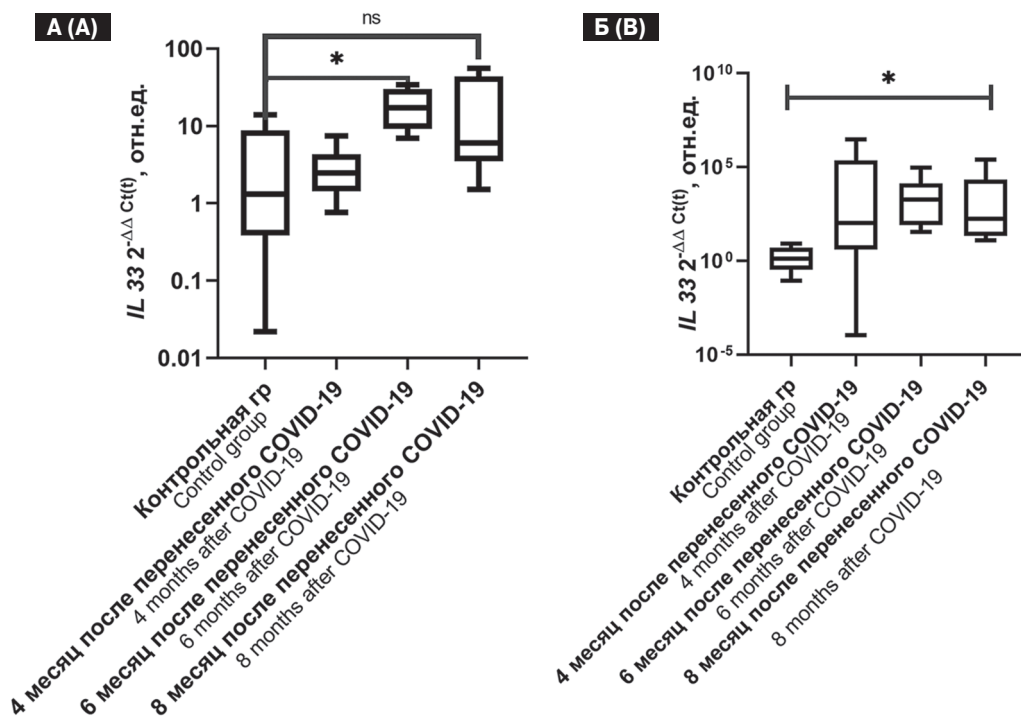 А (A)
ns
*
100
10
1
0.1
0.01
IL 33 2^-ΔΔ Ct(t), отн.ед.
Контрольная гр
Control group
4 месяц после перенесенного COVID-19
4 months after COVID-19
6 месяц после перенесенного COVID-19
6 months after COVID-19
8 месяц после перенесенного COVID-19
8 months after COVID-19
Б (B)
*
10^10
10^5
10^0
10^-5
IL 33 2^-ΔΔ Ct(t), отн.ед.
Контрольная гр
Control group
4 месяц после перенесенного COVID-19
4 months after COVID-19
6 месяц после перенесенного COVID-19
6 months after COVID-19
8 месяц после перенесенного COVID-19
8 months after COVID-19